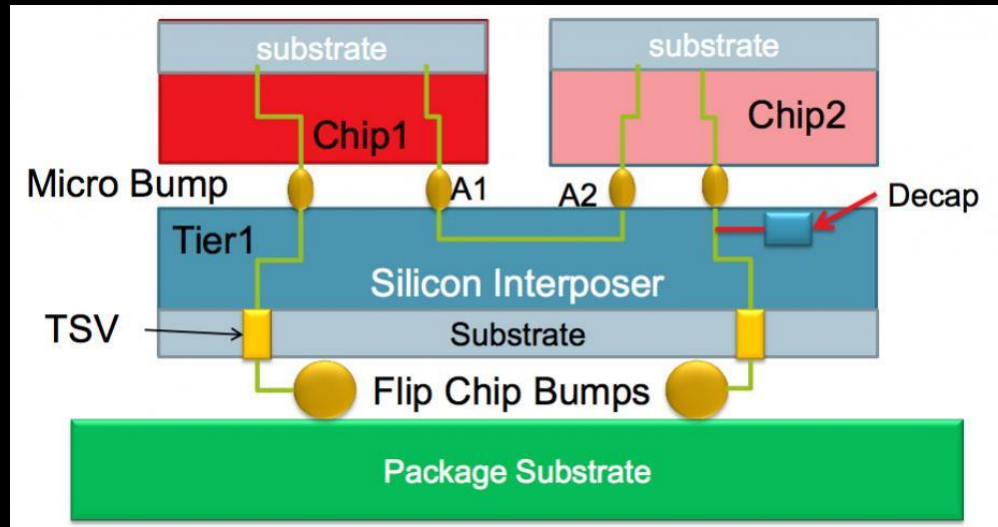 substrate
substrate
Chip1
Chip2
Micro Bump
A1
A2
Decap
Tier1
Silicon Interposer
TSV
Substrate
Flip Chip Bumps
Package Substrate